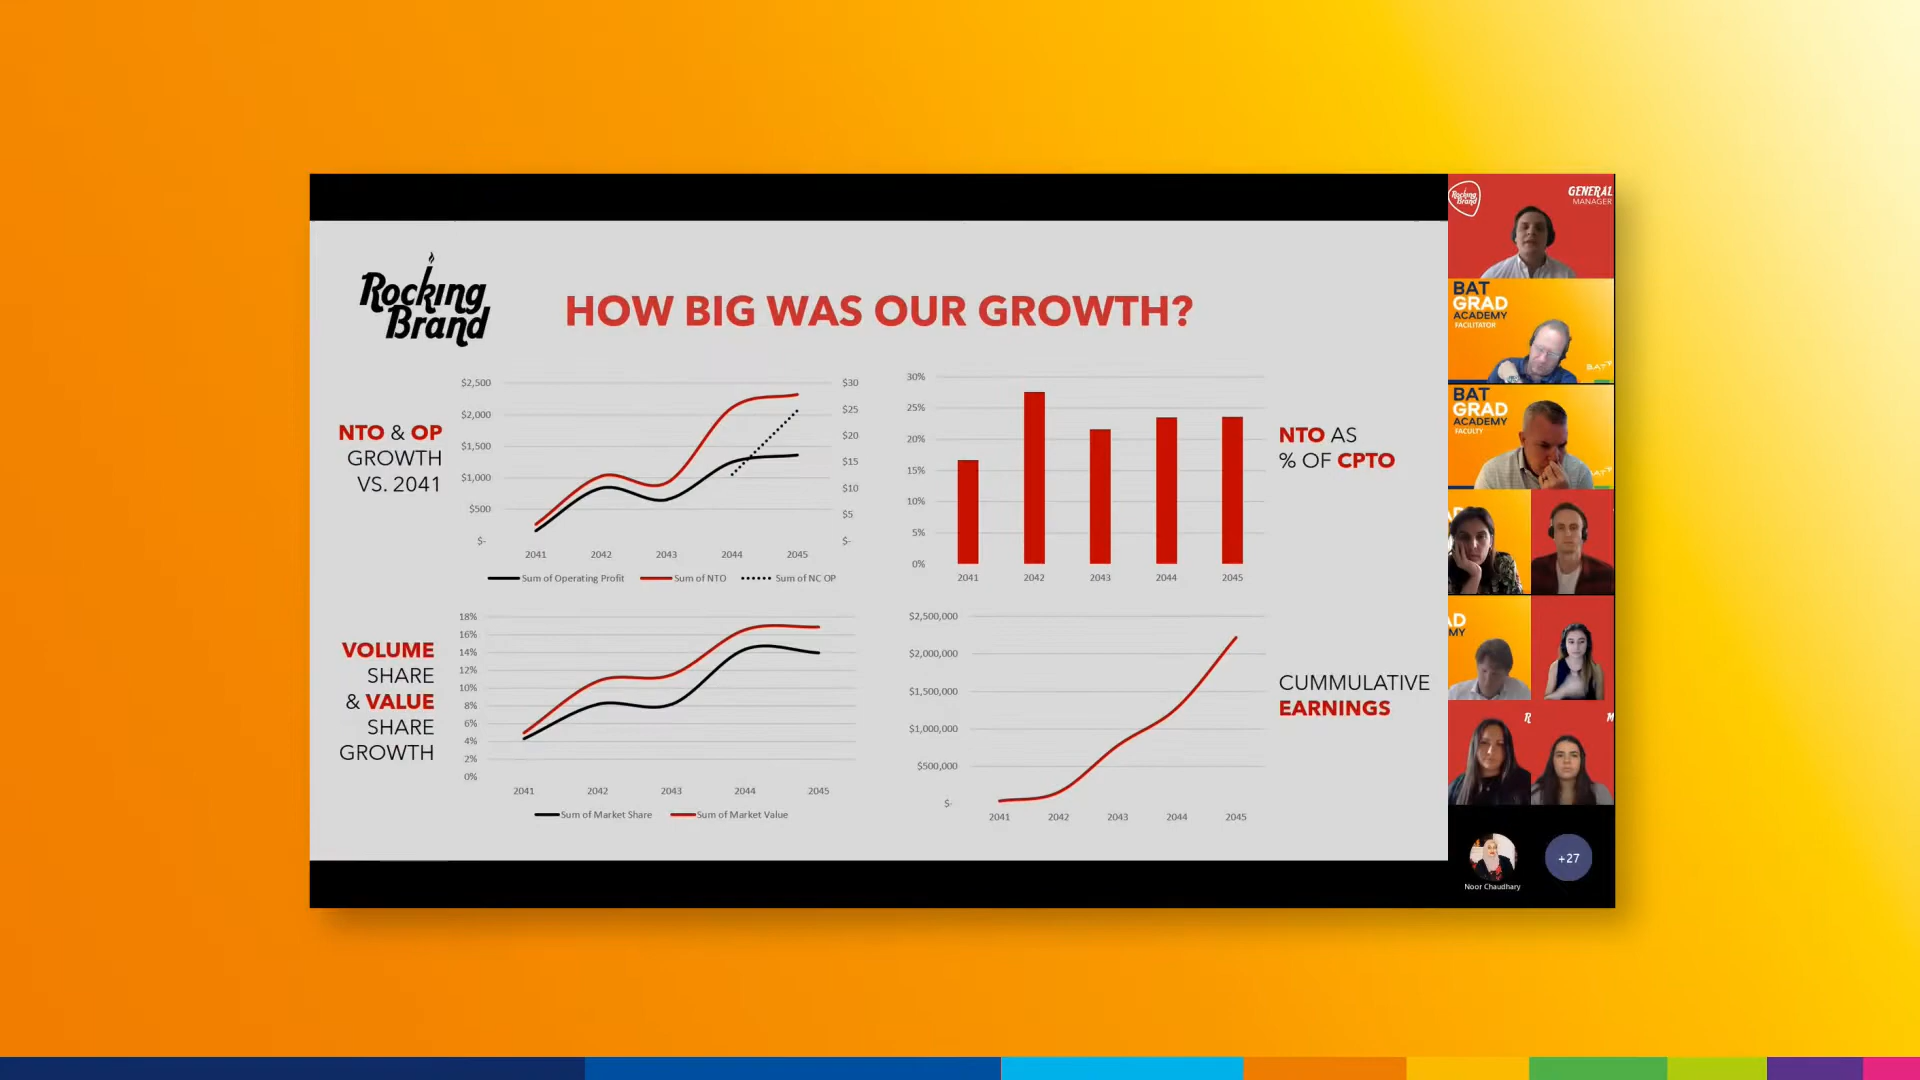 Rocking
Brand
HOW BIG WAS OUR GROWTH?
NTO & OP
GROWTH
VS. 2041
$2,500
$2,000
$1,500
$1,000
$500
$-
$30
$25
$20
$15
$10
$5
$-
2041 2042 2043 2044 2045
Sum of Operating Profit Sum of NTO Sum of NC OP
30%
25%
20%
15%
10%
5%
0%
2041 2042 2043 2044 2045
NTO AS
% OF CPTO
VOLUME
SHARE
& VALUE
SHARE
GROWTH
18%
16%
14%
12%
10%
8%
6%
4%
2%
0%
2041 2042 2043 2044 2045
Sum of Market Share Sum of Market Value
$2,500,000
$2,000,000
$1,500,000
$1,000,000
$500,000
$-
2041 2042 2043 2044 2045
CUMMULATIVE
EARNINGS
Rocking
Brand
GENERAL
MANAGER
BAT
GRAD
ACADEMY
FACILITATOR
BAT
BAT
GRAD
ACADEMY
FACULTY
BAT
AD
MY
R
M
Noor Chaudhary
+27